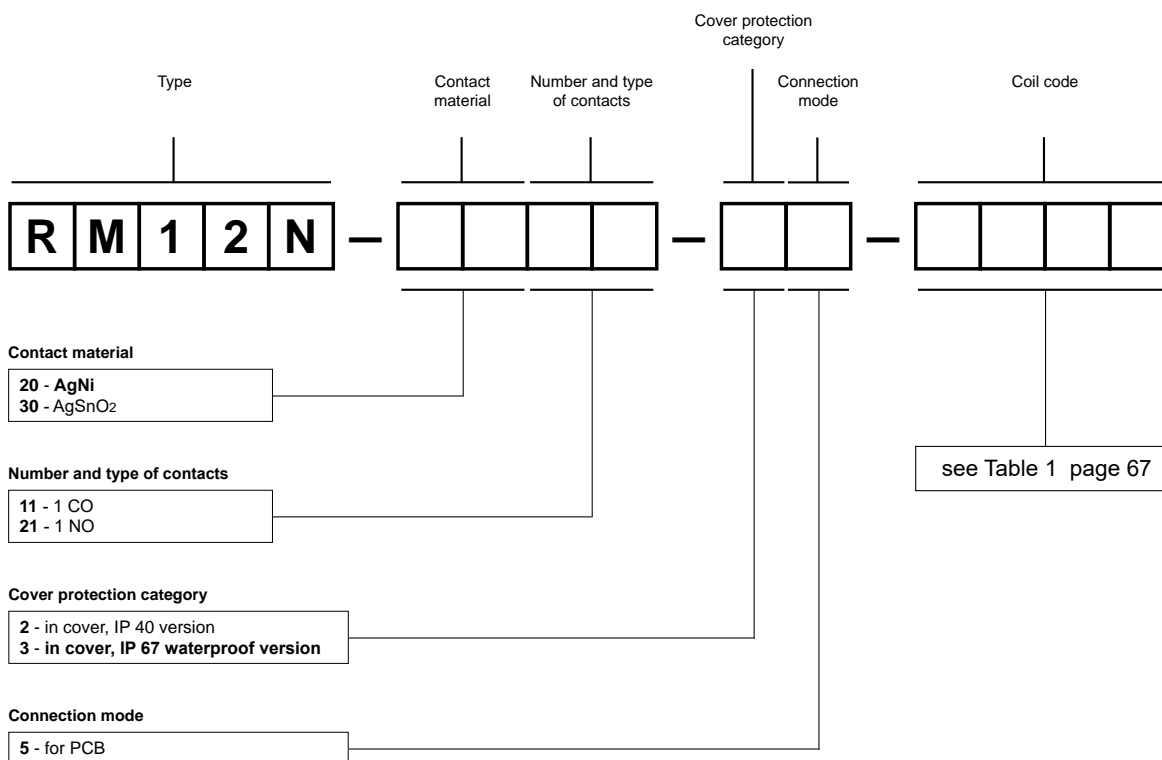 Cover protection
category
Type
Contact
material
Number and type
of contacts
Connection
mode
Coil code
R M 1 2 N – – –
Contact material
20 - AgNi
30 - AgSnO2
Number and type of contacts
11 - 1 CO
21 - 1 NO
see Table 1 page 67
Cover protection category
2 - in cover, IP 40 version
3 - in cover, IP 67 waterproof version
Connection mode
5 - for PCB